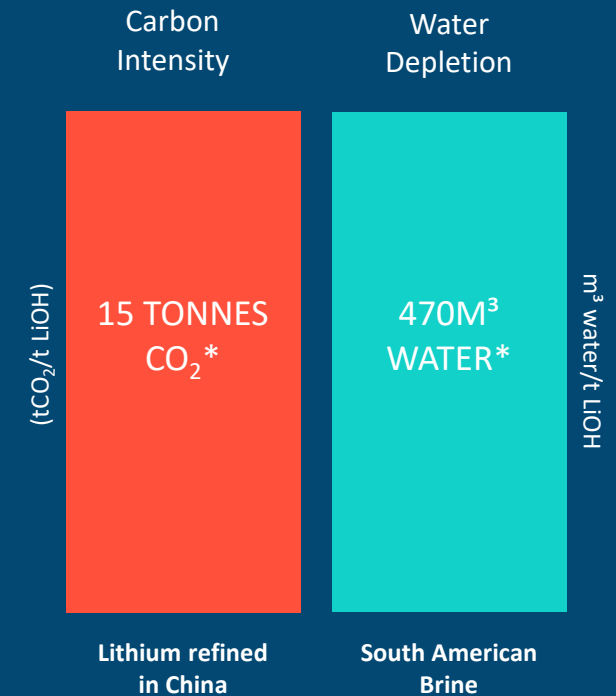 Carbon
Intensity
Water
Depletion
(tCO₂/t LiOH)
15 TONNES
CO₂*
470M³
WATER*
m³ water/t LiOH
Lithium refined
in China
South American
Brine